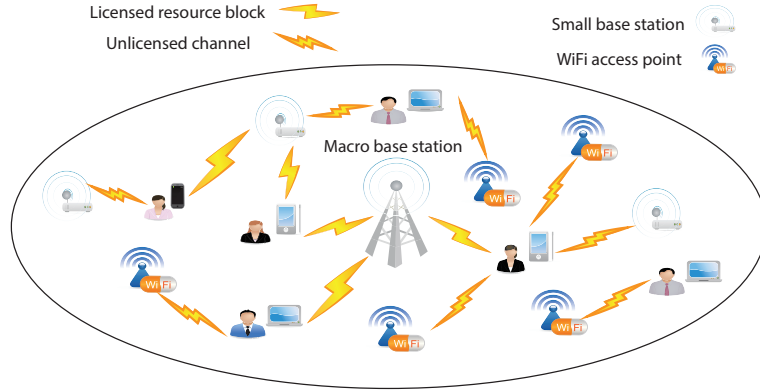 Licensed resource block
Small base station
Unlicensed channel
WiFi access point
WiFi
Macro base station
WiFi
WiFi
WiFi
WiFi
WiFi